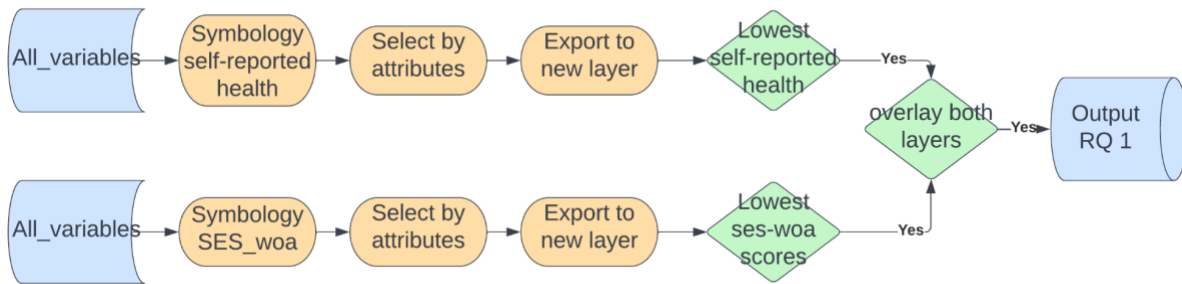 All_variables
Symbology
self-reported
health
Select by
attributes
Export to
new layer
Lowest
self-reported
health
Yes
overlay both
layers
Yes
Output
RQ 1
All_variables
Symbology
SES_woa
Select by
attributes
Export to
new layer
Lowest
ses-woa
scores
Yes